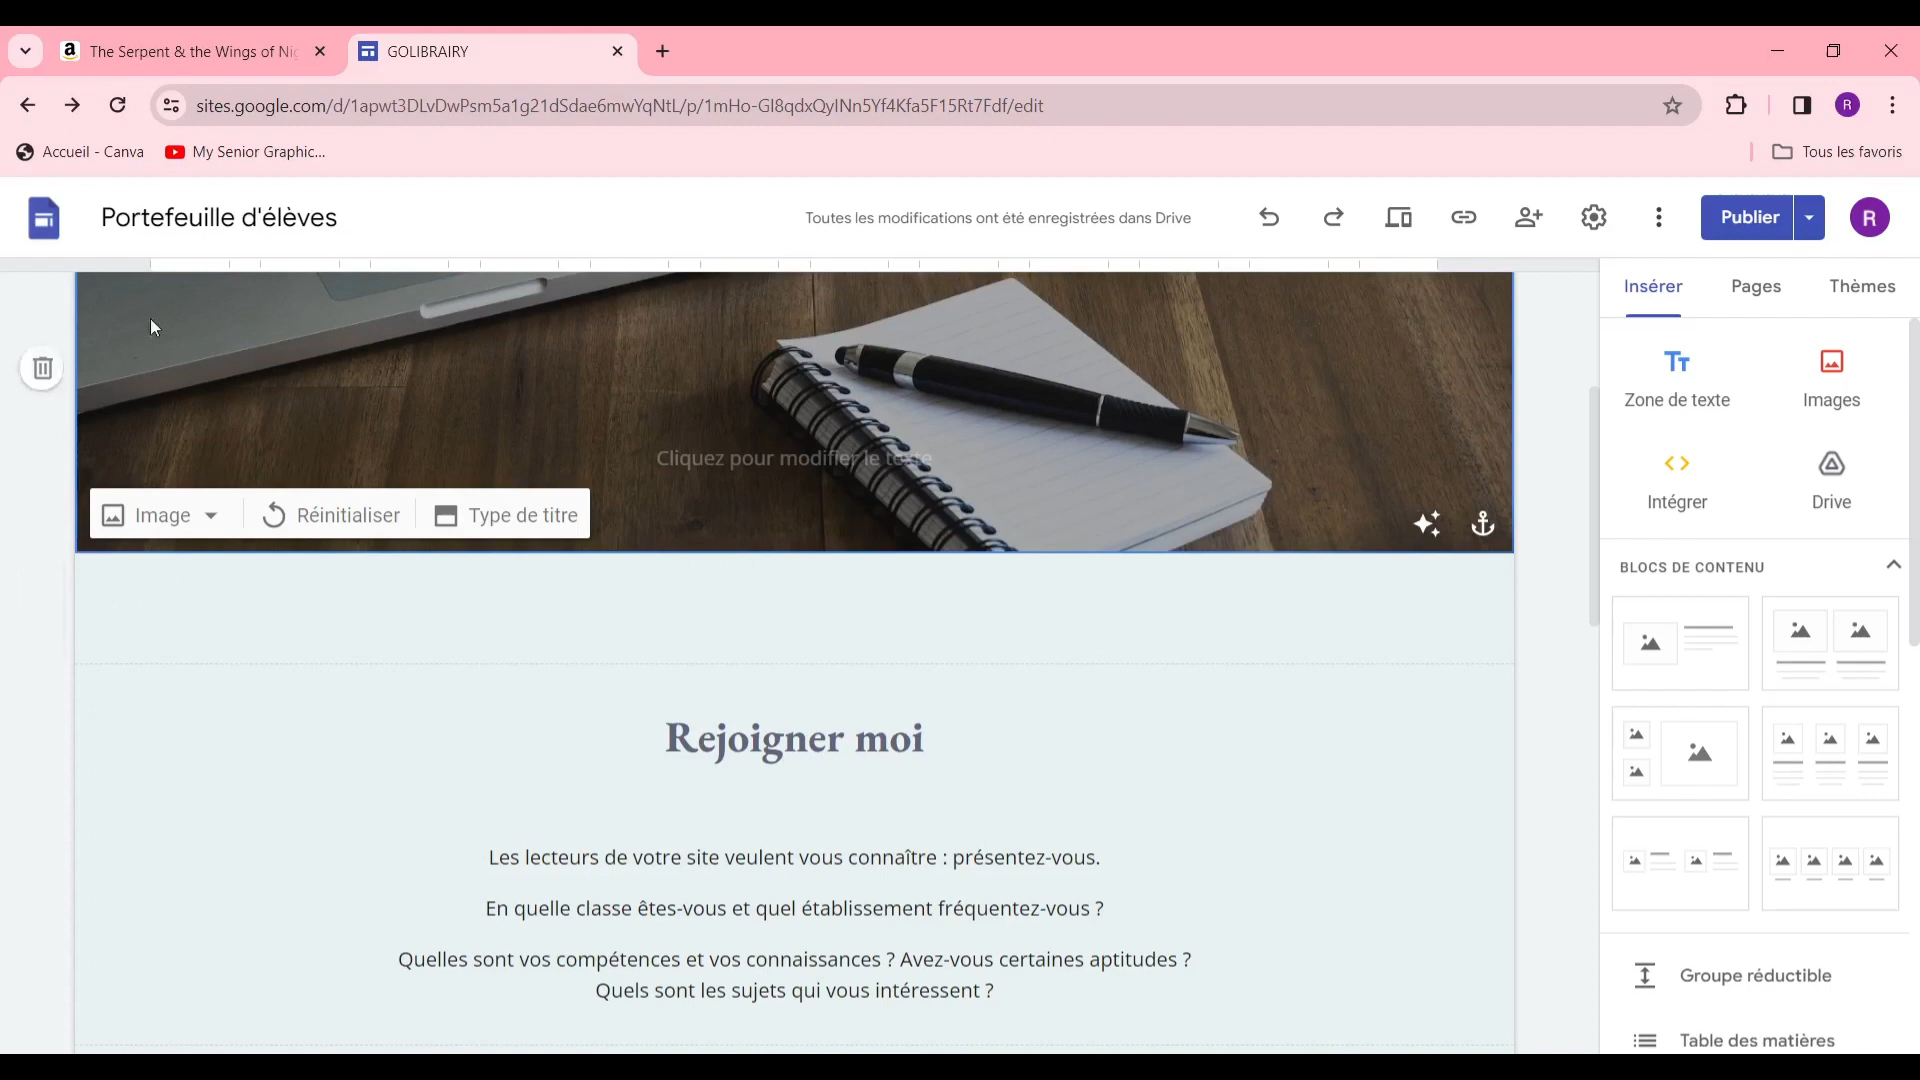 The Serpent & the Wings of Nig
GOLIBRAIRY
sites.google.com/d/1apwt3DLvDwPsm5a1g21dSdae6mwYqNtL/p/1mHo-GI8qdxQyINn5Yf4Kfa5F15Rt7Fdf/edit
R
Accueil - Canva
My Senior Graphic...
Tous les favoris
Portefeuille d'élèves
Toutes les modifications ont été enregistrées dans Drive
Publier
R
Insérer
Pages
Thèmes
Zone de texte
Images
Intégrer
Drive
Cliquez pour modifier le texte
Image
Réinitialiser
Type de titre
BLOCS DE CONTENU
Rejoigner moi
Les lecteurs de votre site veulent vous connaître : présentez-vous.
En quelle classe êtes-vous et quel établissement fréquentez-vous ?
Quelles sont vos compétences et vos connaissances ? Avez-vous certaines aptitudes ?
Quels sont les sujets qui vous intéressent ?
Groupe réductible
Table des matières